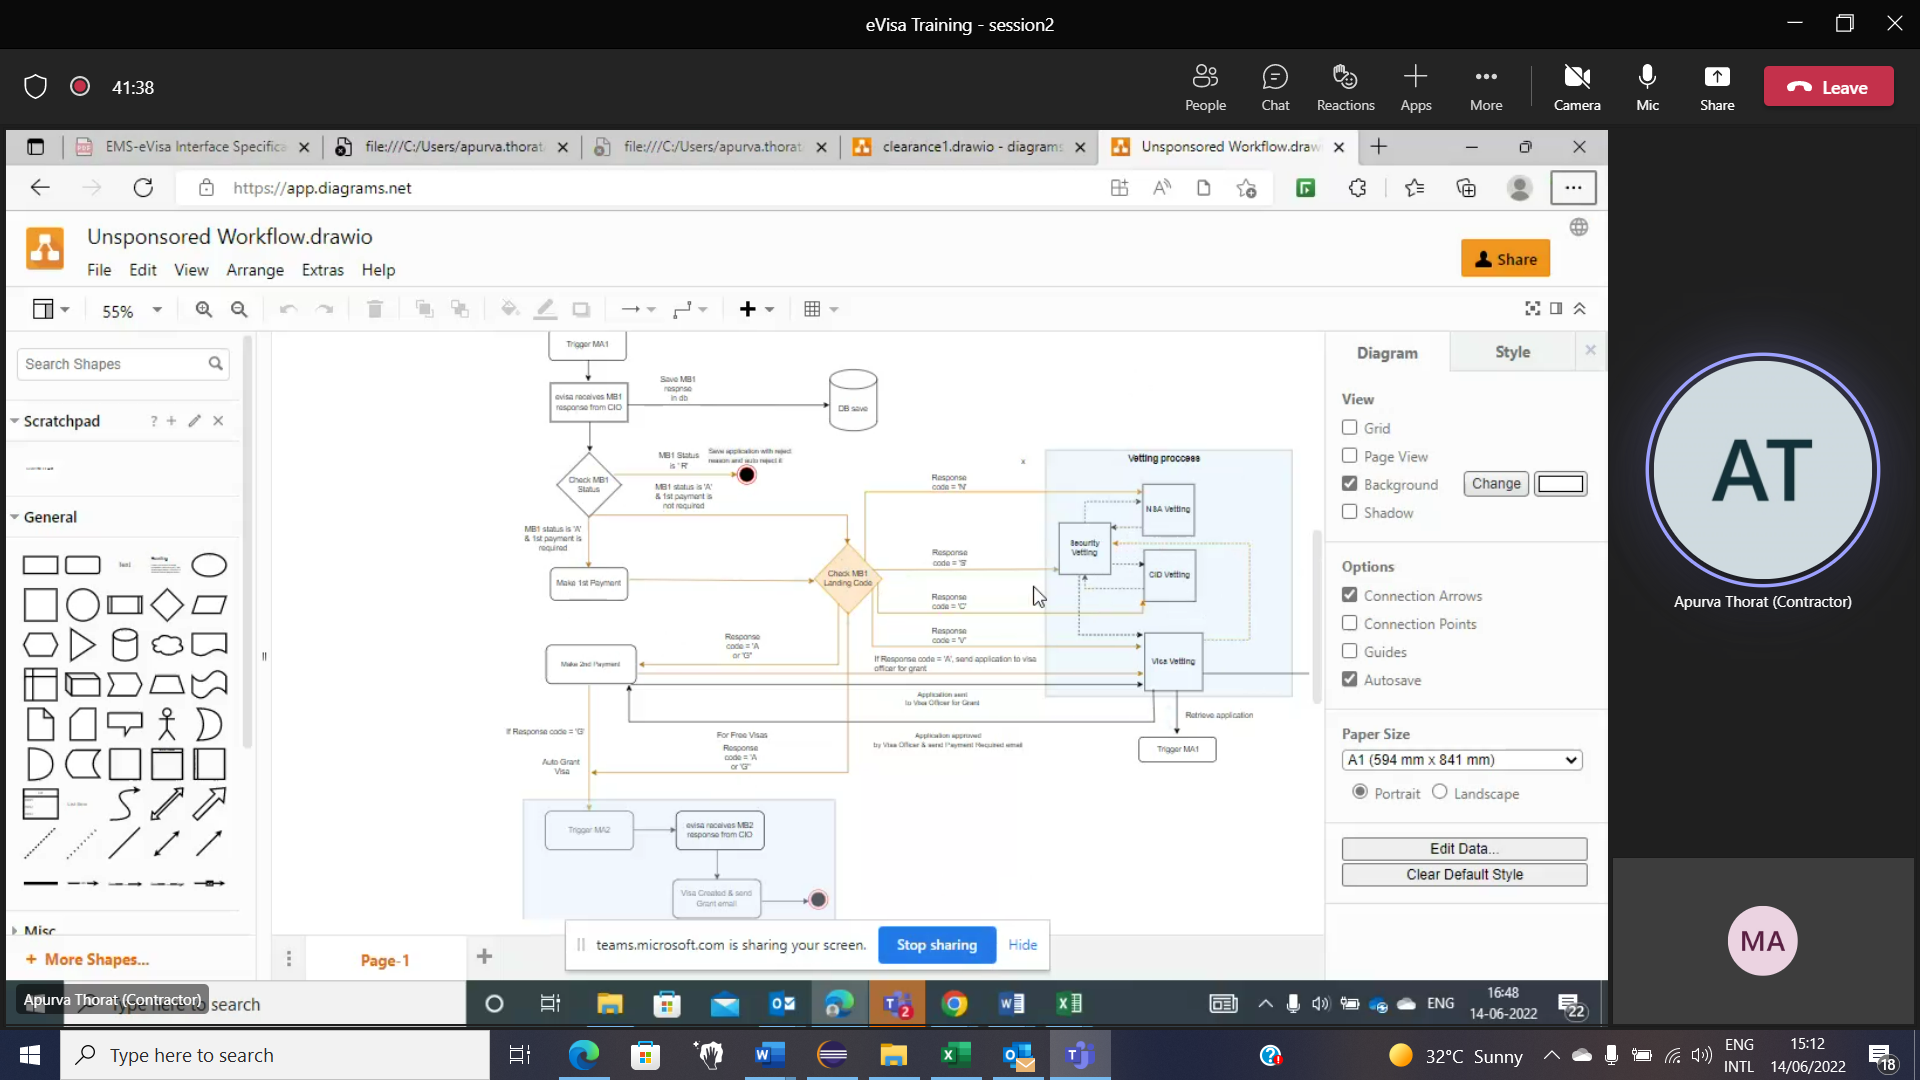 eVisa Training - session2
41:38
People
Chat
Reactions
Apps
More
Camera
Mic
Share
Leave
EMS-eVisa Interface Specifica
file:///C:/Users/apurva.thorat
file:///C:/Users/apurva.thorat
clearance1.drawio - diagrams
Unsponsored Workflow.draw
https://app.diagrams.net
Unsponsored Workflow.drawio
File
Edit
View
Arrange
Extras
Help
Share
55%
Search Shapes
Scratchpad
?
General
Text
Heading
List Item
Misc
+ More Shapes...
Trigger MA1
evisa receives MB1
response from CIO
Save MB1
respnse
in db
DB save
Check MB1
Status
MB1 Status
is 'R'
Save application with reject
reason and auto reject it
MB1 status is 'A'
& 1st payment is
not required
MB1 status is 'A'
& 1st payment is
required
Make 1st Payment
Check MB1
Landing Code
Response
code = 'N'
Response
code = 'S'
Response
code = 'C'
Response
code = 'V'
x
Vetting proccess
NSA Vetting
Security
Vetting
CID Vetting
Visa Vetting
Response
code = 'A
or 'G''
Make 2nd Payment
If Response code = 'A', send application to visa
officer for grant
Application sent
to Visa Officer for Grant
Retrieve application
Trigger MA1
If Response code = 'G'
For Free Visas
Response
code = 'A
or 'G''
Application approved
by Visa Officer & send Payment Required email
Auto Grant
Visa
Trigger MA2
evisa receives MB2
response from CIO
Visa Created & send
Grant email
Diagram
Style
View
Grid
Page View
Background
Change
Shadow
Options
Connection Arrows
Connection Points
Guides
Autosave
Paper Size
A1 (594 mm x 841 mm)
Portrait
Landscape
Edit Data...
Clear Default Style
Page-1
teams.microsoft.com is sharing your screen.
Stop sharing
Hide
AT
Apurva Thorat (Contractor)
MA
Apurva Thorat (Contractor)
search
2
ENG
16:48
14-06-2022
22
Type here to search
32°C Sunny
ENG
INTL
15:12
14/06/2022
18